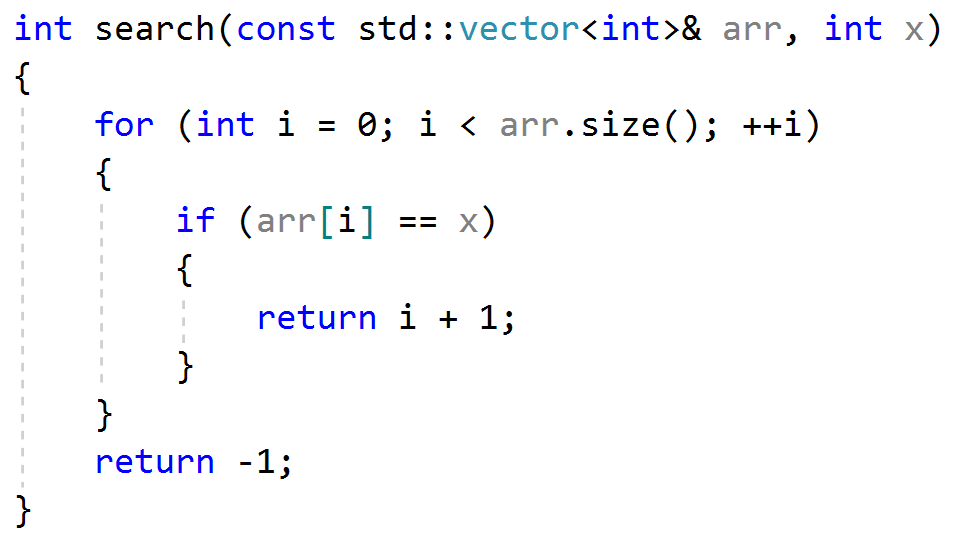 int search(const std::vector<int>& arr, int x)
{
    for (int i = 0; i < arr.size(); ++i)
    {
        if (arr[i] == x)
        {
            return i + 1;
        }
    }
    return -1;
}